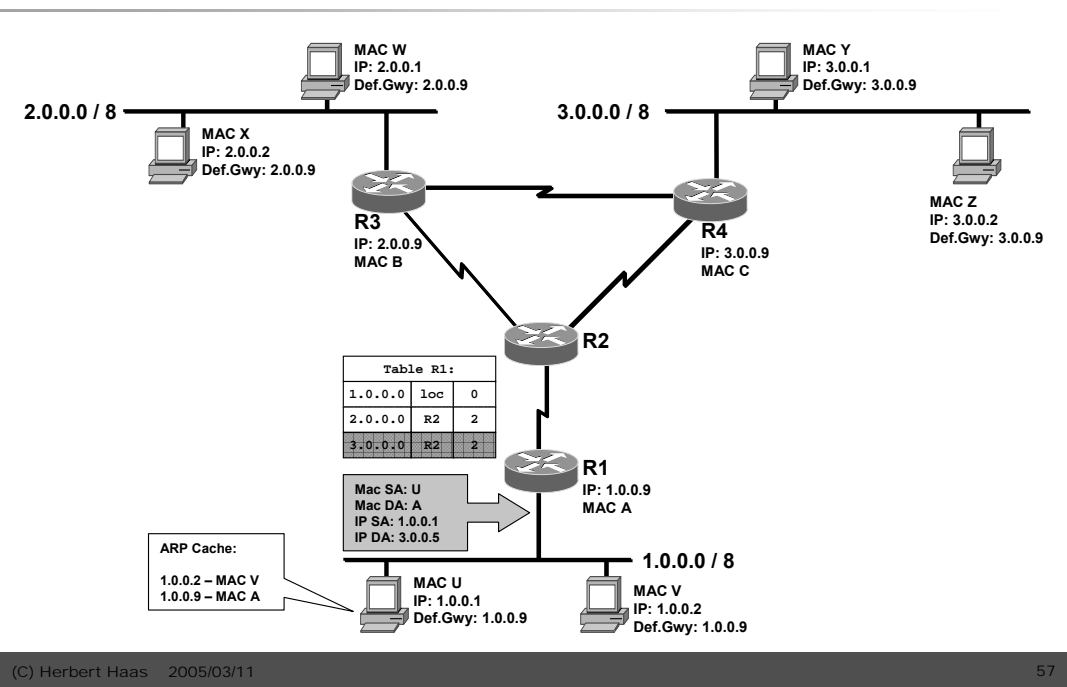 MAC W
IP: 2.0.0.1
Def.Gwy: 2.0.0.9
MAC Y
IP: 3.0.0.1
Def.Gwy: 3.0.0.9
2.0.0.0 / 8
3.0.0.0 / 8
MAC X
IP: 2.0.0.2
Def.Gwy: 2.0.0.9
MAC Z
IP: 3.0.0.2
Def.Gwy: 3.0.0.9
R3
IP: 2.0.0.9
MAC B
R4
IP: 3.0.0.9
MAC C
R2
Table R1:
1.0.0.0 loc 0
2.0.0.0 R2 2
3.0.0.0 R2 2
R1
IP: 1.0.0.9
MAC A
Mac SA: U
Mac DA: A
IP SA: 1.0.0.1
IP DA: 3.0.0.5
ARP Cache:
1.0.0.2 – MAC V
1.0.0.9 – MAC A
1.0.0.0 / 8
MAC U
IP: 1.0.0.1
Def.Gwy: 1.0.0.9
MAC V
IP: 1.0.0.2
Def.Gwy: 1.0.0.9
(C) Herbert Haas 2005/03/11
57